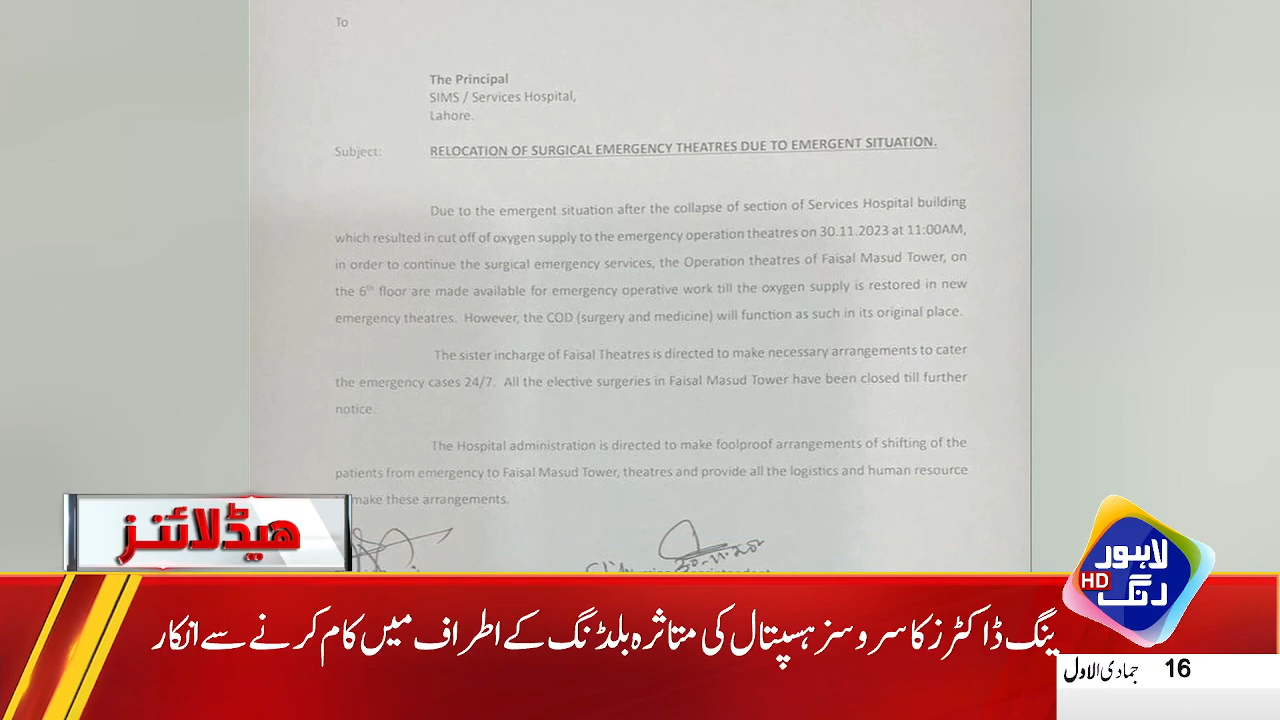 To
The Principal
SIMS / Services Hospital,
Lahore.
Subject: RELOCATION OF SURGICAL EMERGENCY THEATRES DUE TO EMERGENT SITUATION.
Due to the emergent situation after the collapse of section of Services Hospital building
which resulted in cut off of oxygen supply to the emergency operation theatres on 30.11.2023 at 11:00AM,
in order to continue the surgical emergency services, the Operation theatres of Faisal Masud Tower, on
the 6th floor are made available for emergency operative work till the oxygen supply is restored in new
emergency theatres. However, the COD (surgery and medicine) will function as such in its original place.
The sister incharge of Faisal Theatres is directed to make necessary arrangements to cater
the emergency cases 24/7. All the elective surgeries in Faisal Masud Tower have been closed till further
notice.
The Hospital administration is directed to make foolproof arrangements of shifting of the
patients from emergency to Faisal Masud Tower, theatres and provide all the logistics and human resource
make these arrangements.
ہیڈلائنز
لاہور
HD رنگ
ینگ ڈاکٹرز کا سروسز ہسپتال کی متاثرہ بلڈنگ کے اطراف میں کام کرنے سے انکار
16 جمادی الاول